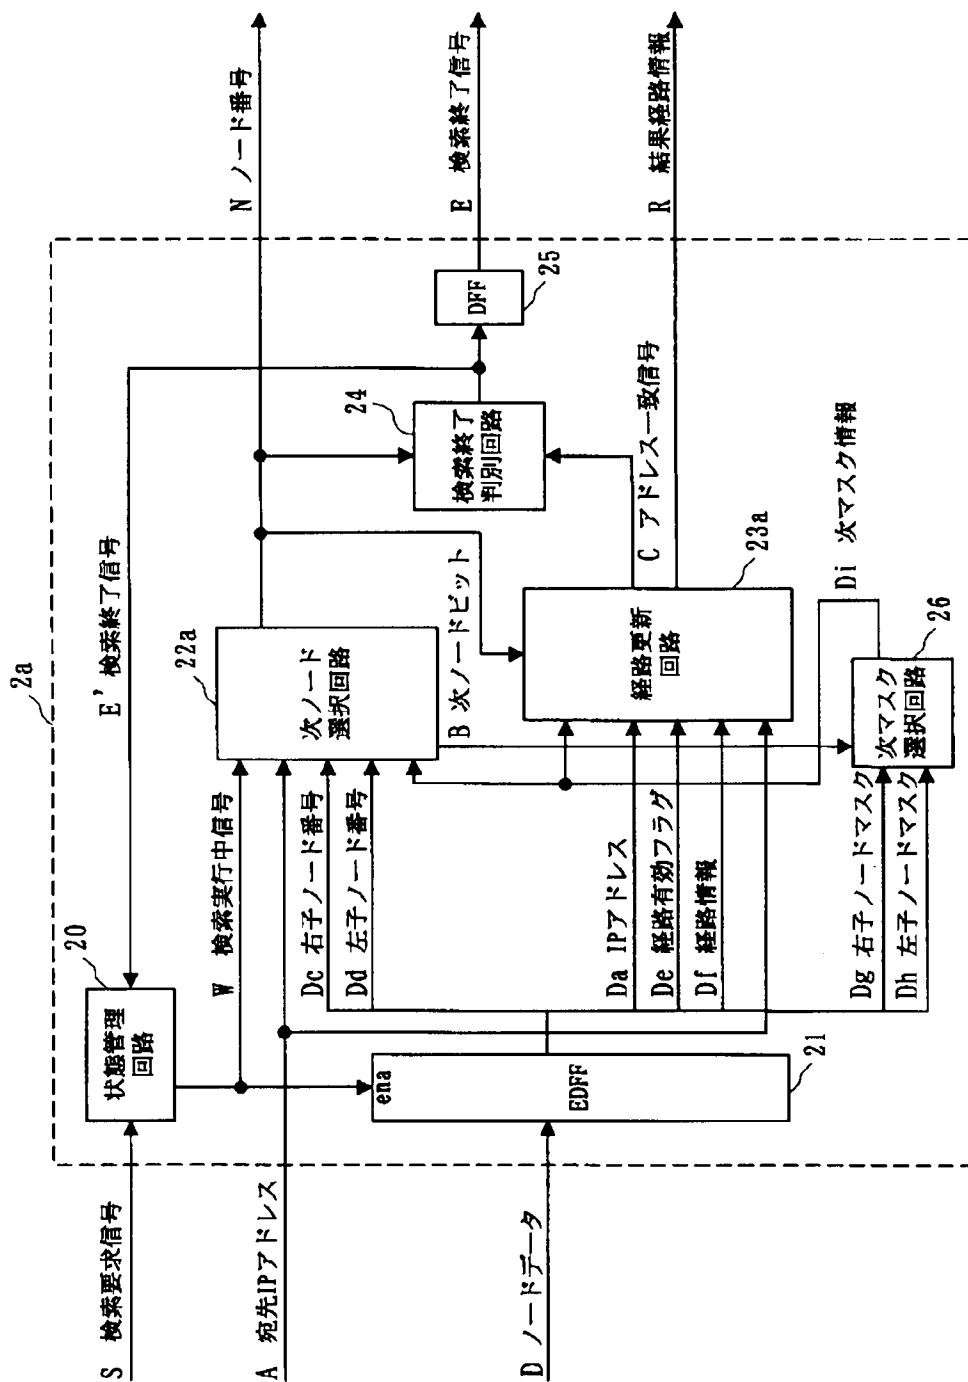 2a
S 検索要求信号
A 宛先IPアドレス
D ノードデータ
20
状態管理
回路
E' 検索終了信号
W 検索実行中信号
Dc 右子ノード番号
Dd 左子ノード番号
ena
EDFF
21
Da IPアドレス
De 経路有効フラグ
Df 経路情報
Dg 右子ノードマスク
Dh 左子ノードマスク
22a
次ノード
選択回路
B 次ノードビット
経路更新
回路
23a
次マスク
選択回路
26
Di 次マスク情報
C アドレス一致信号
24
検索終了
判別回路
DFF
25
N ノード番号
E 検索終了信号
R 結果経路情報